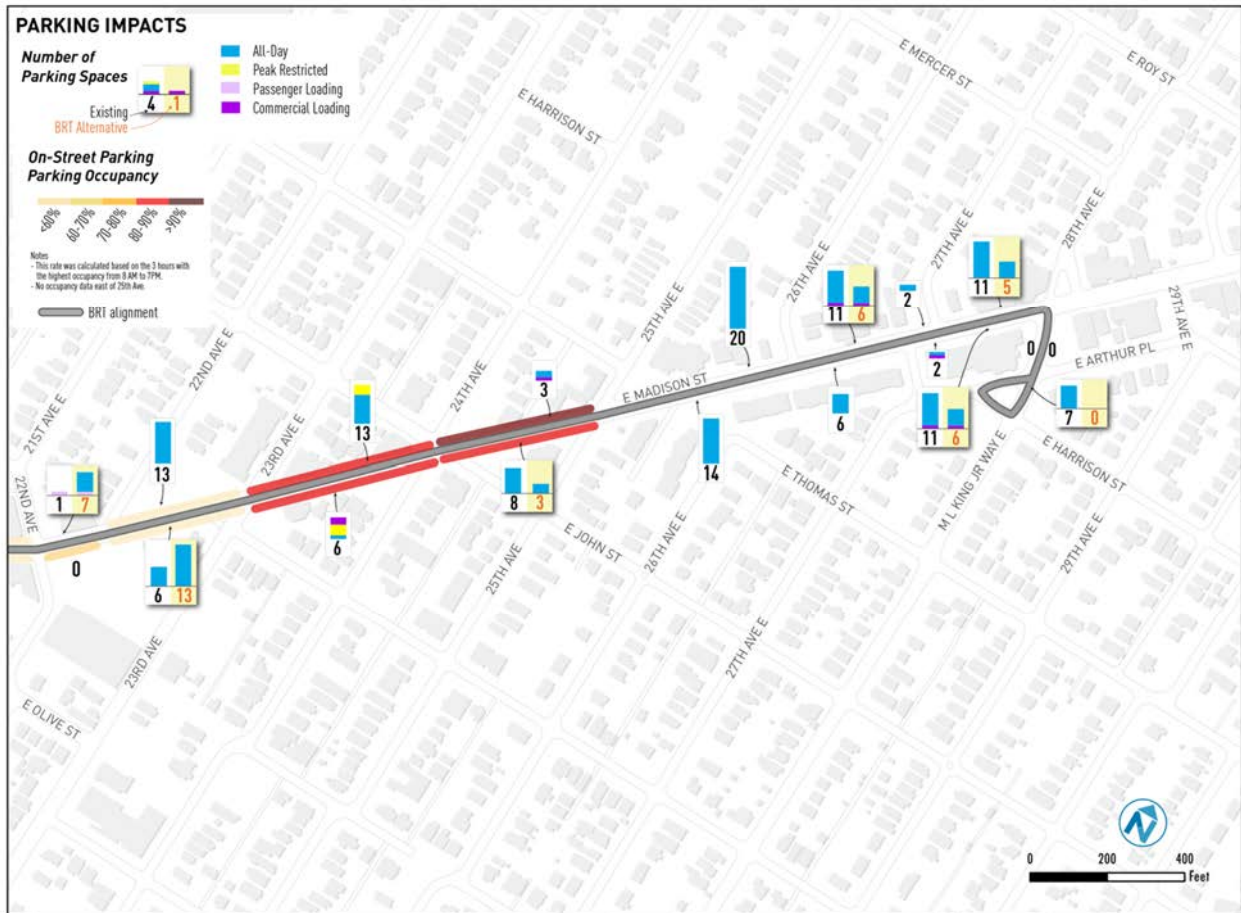 PARKING IMPACTS
Number of
Parking Spaces
4 1
Existing
BRT Alternative
All-Day
Peak Restricted
Passenger Loading
Commercial Loading
On-Street Parking
Parking Occupancy
<60% 60-70% 70-80% 80-90% >90%
Notes
- This rate was calculated based on the 3 hours with
the highest occupancy from 8 AM to 7PM.
- No occupancy data east of 25th Ave.
BRT alignment
E MERCER ST
E ROY ST
E HARRISON ST
28TH AVE E
27TH AVE E
26TH AVE E
25TH AVE E
29TH AVE E
22ND AVE E
24TH AVE
21ST AVE E
23RD AVE E
22ND AVE
E MADISON ST
E ARTHUR PL
11 5
2
11 6
20
2
0 0
3
13
6
7 0
11 6
13
14
1 7
8 3
6
0
6 13
E THOMAS ST
M L KING JR WAY E
E HARRISON ST
E JOHN ST
26TH AVE E
25TH AVE
29TH AVE E
27TH AVE E
23RD AVE
E OLIVE ST
N
0 200 400
Feet